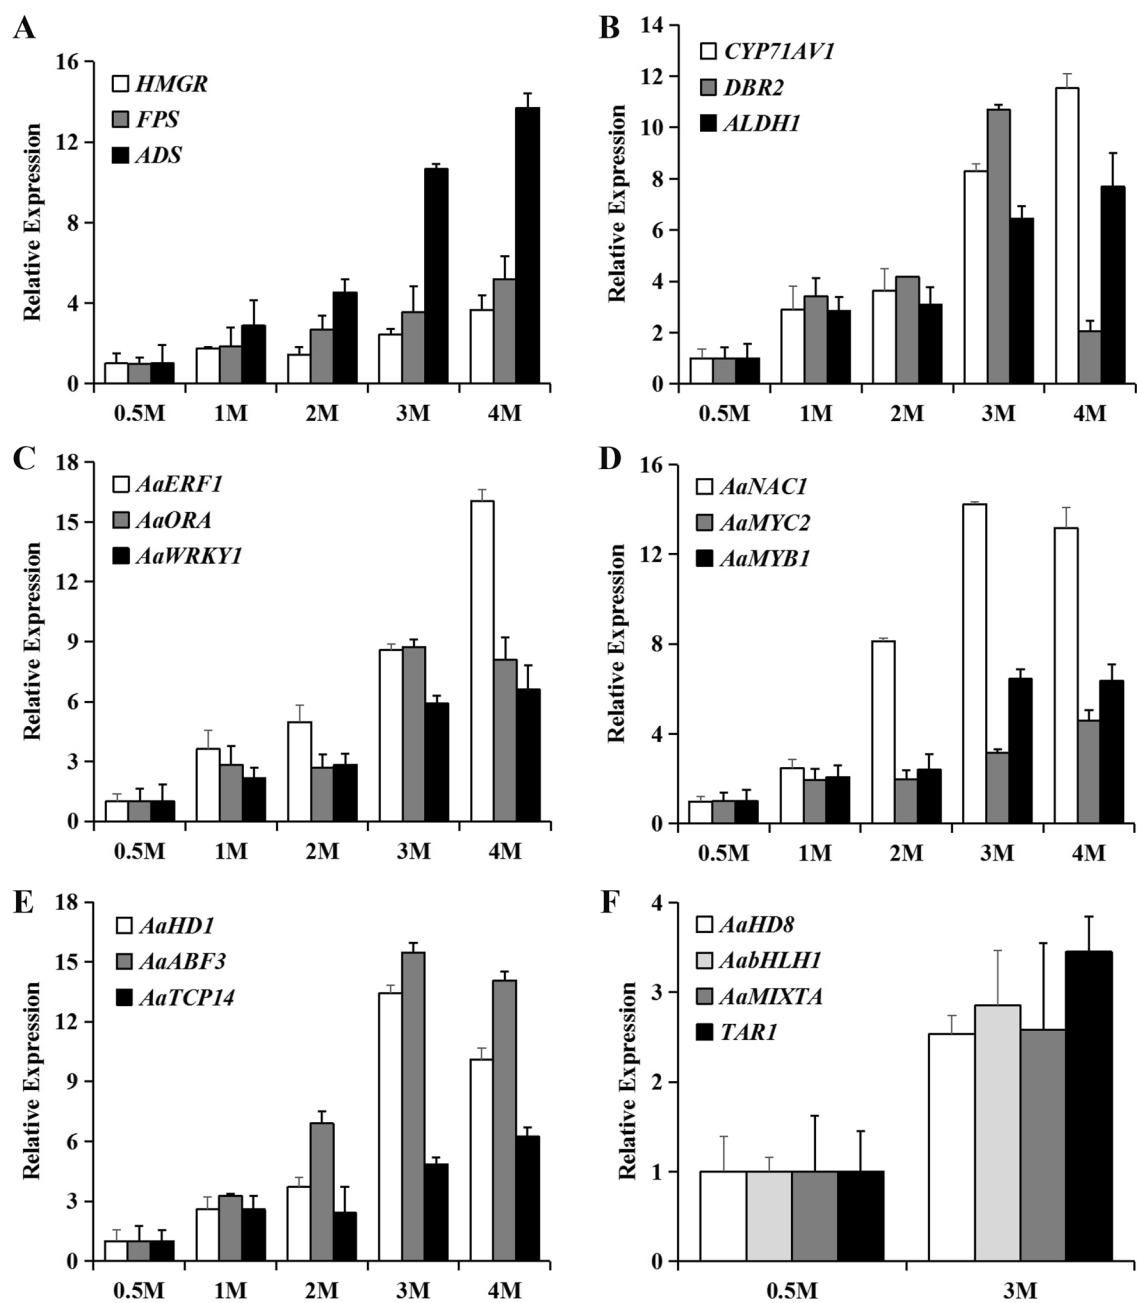 A
Relative Expression
16
12
8
4
0
HMGR
FPS
ADS
0.5M 1M 2M 3M 4M
B
Relative Expression
14
12
10
8
6
4
2
0
CYP71AV1
DBR2
ALDH1
0.5M 1M 2M 3M 4M
C
Relative Expression
18
15
12
9
6
3
0
AaERF1
AaORA
AaWRKY1
0.5M 1M 2M 3M 4M
D
Relative Expression
16
12
8
4
0
AaNAC1
AaMYC2
AaMYB1
0.5M 1M 2M 3M 4M
E
Relative Expression
18
15
12
9
6
3
0
AaHD1
AaABF3
AaTCP14
0.5M 1M 2M 3M 4M
F
Relative Expression
4
3
2
1
0
AaHD8
AabHLH1
AaMIXTA
TAR1
0.5M 3M